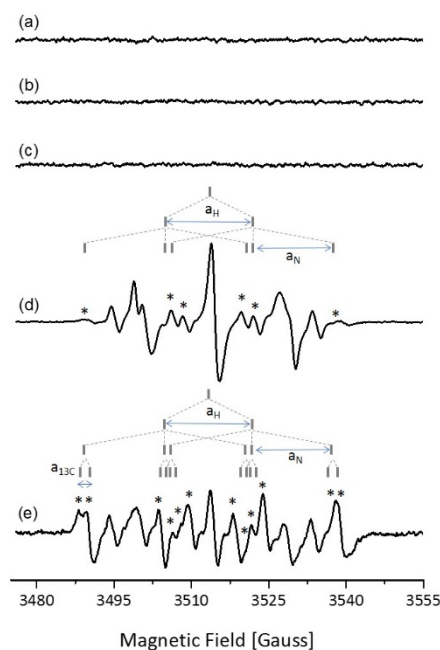 (a)
(b)
(c)
aH
aN
(d)
* * * * * *
aH
aN
a13C
(e)
* * * * * * * * * * * * *
3480 3495 3510 3525 3540 3555
Magnetic Field [Gauss]